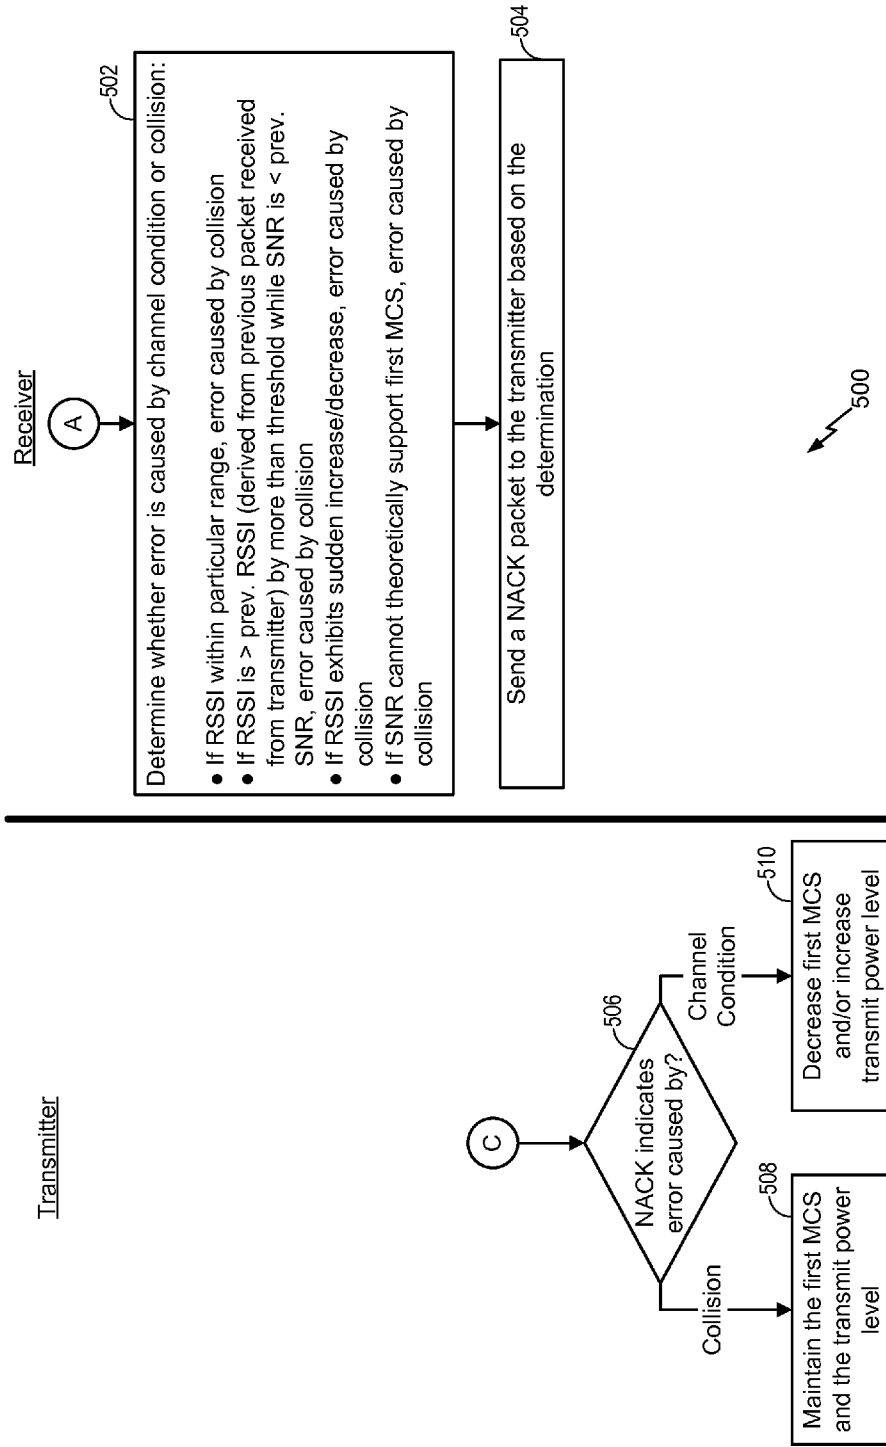 Transmitter
C
NACK indicates
error caused by?
506
Collision
Channel
Condition
508
Maintain the first MCS
and the transmit power
level
510
Decrease first MCS
and/or increase
transmit power level
Receiver
A
502
Determine whether error is caused by channel condition or collision:
● If RSSI within particular range, error caused by collision
● If RSSI is > prev. RSSI (derived from previous packet received
from transmitter) by more than threshold while SNR is < prev.
SNR, error caused by collision
● If RSSI exhibits sudden increase/decrease, error caused by
collision
● If SNR cannot theoretically support first MCS, error caused by
collision
504
Send a NACK packet to the transmitter based on the
determination
500